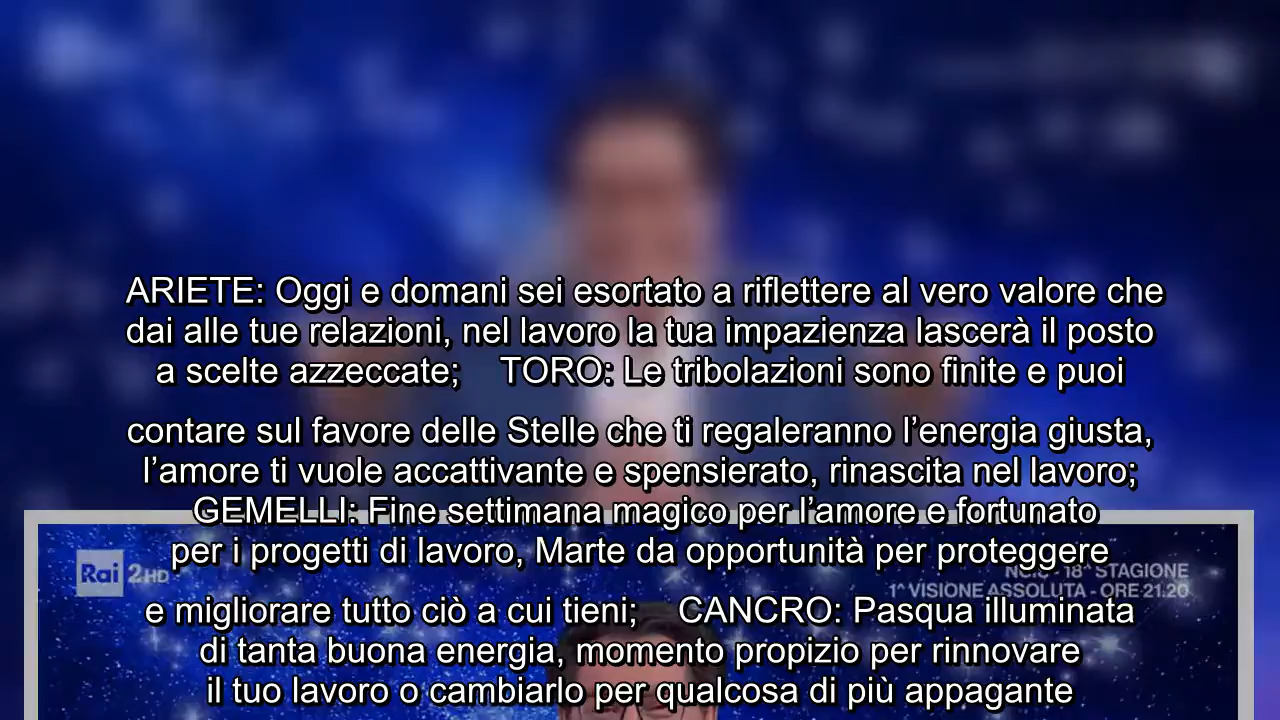 ARIETE: Oggi e domani sei esortato a riflettere al vero valore che
dai alle tue relazioni, nel lavoro la tua impazienza lascerà il posto
a scelte azzeccate; TORO: Le tribolazioni sono finite e puoi
contare sul favore delle Stelle che ti regaleranno l’energia giusta,
l’amore ti vuole accattivante e spensierato, rinascita nel lavoro;
GEMELLI: Fine settimana magico per l’amore e fortunato
per i progetti di lavoro, Marte da opportunità per proteggere
Rai 2HD
NCIS - 18^ STAGIONE
1^ VISIONE ASSOLUTA - ORE 21.20
e migliorare tutto ciò a cui tieni; CANCRO: Pasqua illuminata
di tanta buona energia, momento propizio per rinnovare
il tuo lavoro o cambiarlo per qualcosa di più appagante